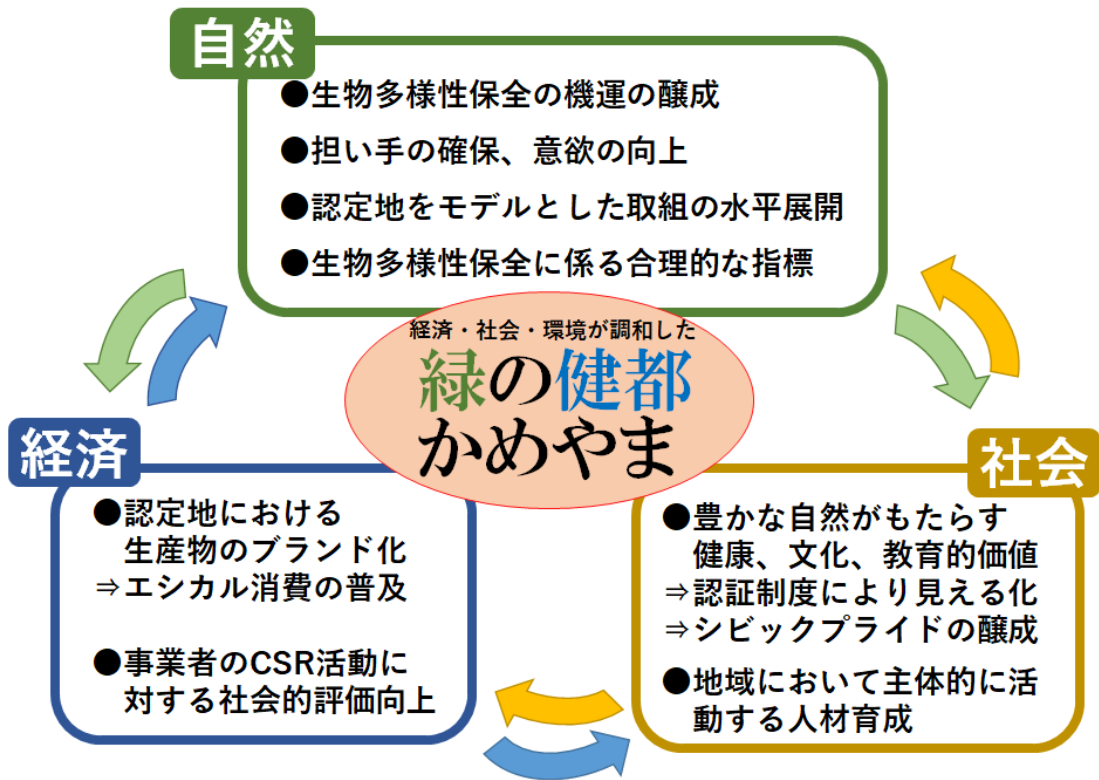 自然
●生物多様性保全の機運の醸成
●担い手の確保、意欲の向上
●認定地をモデルとした取組の水平展開
●生物多様性保全に係る合理的な指標
経済・社会・環境が調和した
緑の健都
かめやま
経済
●認定地における
生産物のブランド化
⇒エシカル消費の普及
●事業者のCSR活動に
対する社会的評価向上
社会
●豊かな自然がもたらす
健康、文化、教育的価値
⇒認証制度により見える化
⇒シビックプライドの醸成
●地域において主体的に活
動する人材育成